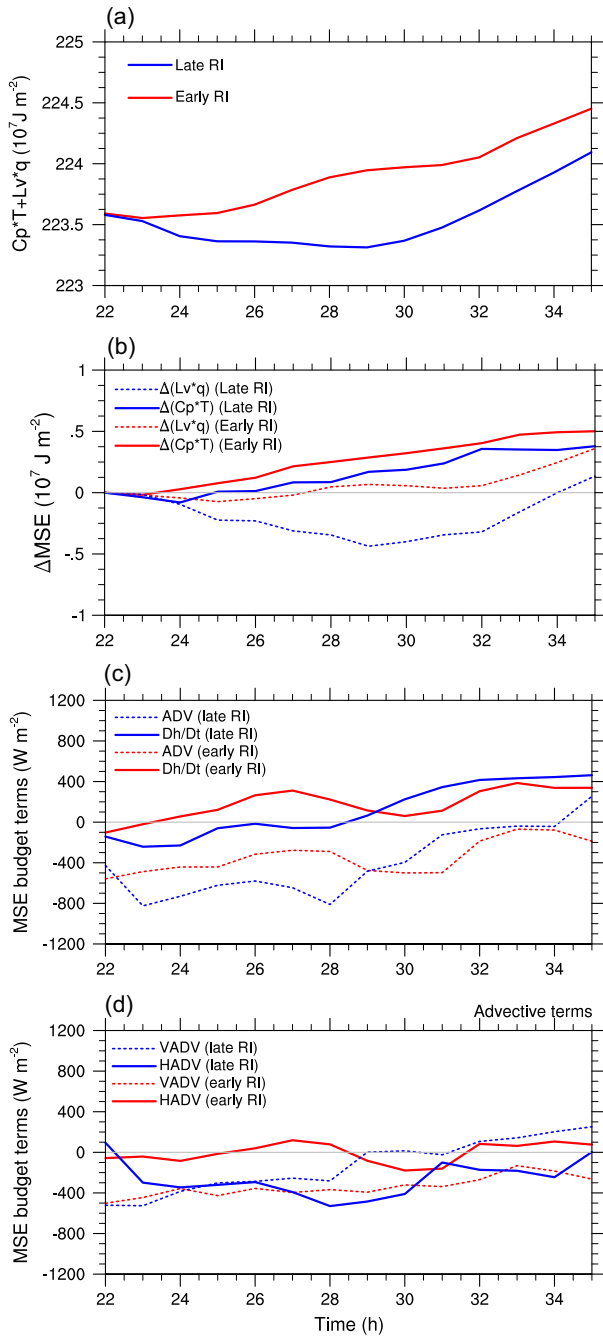 (a)
225
224.5
224
223.5
223
Cp*T+Lv*q (10⁷J m⁻²)
Late RI
Early RI
22 24 26 28 30 32 34
(b)
1
.5
0
-.5
-1
ΔMSE (10⁷ J m⁻²)
Δ(Lv*q) (Late RI)
Δ(Cp*T) (Late RI)
Δ(Lv*q) (Early RI)
Δ(Cp*T) (Early RI)
22 24 26 28 30 32 34
(c)
1200
800
400
0
-400
-800
-1200
MSE budget terms (W m⁻²)
ADV (late RI)
Dh/Dt (late RI)
ADV (early RI)
Dh/Dt (early RI)
22 24 26 28 30 32 34
(d)
Advective terms
1200
800
400
0
-400
-800
-1200
MSE budget terms (W m⁻²)
VADV (late RI)
HADV (late RI)
VADV (early RI)
HADV (early RI)
22 24 26 28 30 32 34
Time (h)